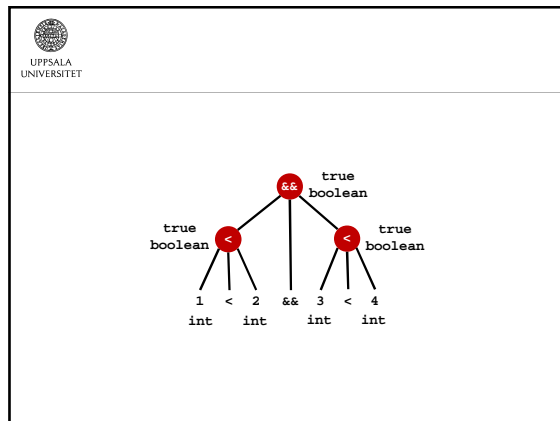 UPPSALA
UNIVERSITET
&& true
boolean
true
boolean < < true
boolean
1 < 2 && 3 < 4
int int int int